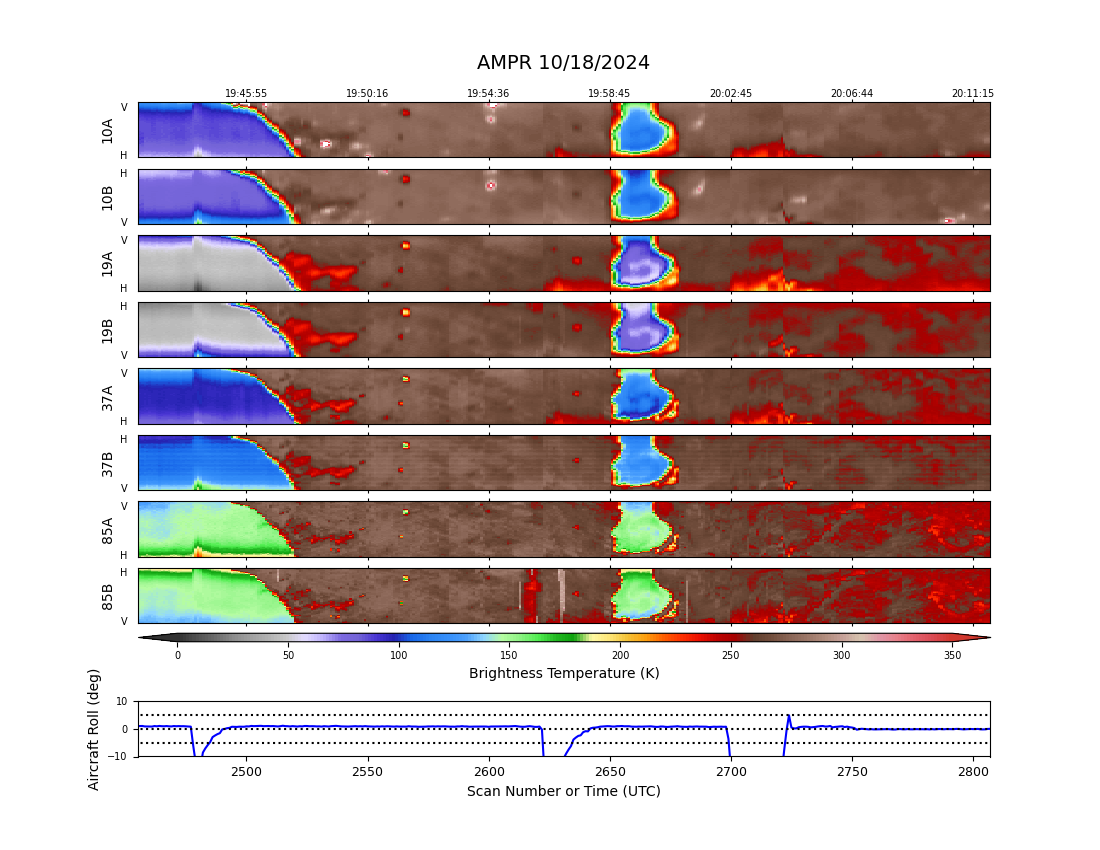 AMPR 10/18/2024
19:45:55 19:50:16 19:54:36 19:58:45 20:02:45 20:06:44 20:11:15
V
10A
H
H
10B
V
V
19A
H
H
19B
V
V
37A
H
H
37B
V
V
85A
H
H
85B
V
0 50 100 150 200 250 300 350
Brightness Temperature (K)
Aircraft Roll (deg)
10
0
−10
2500 2550 2600 2650 2700 2750 2800
Scan Number or Time (UTC)